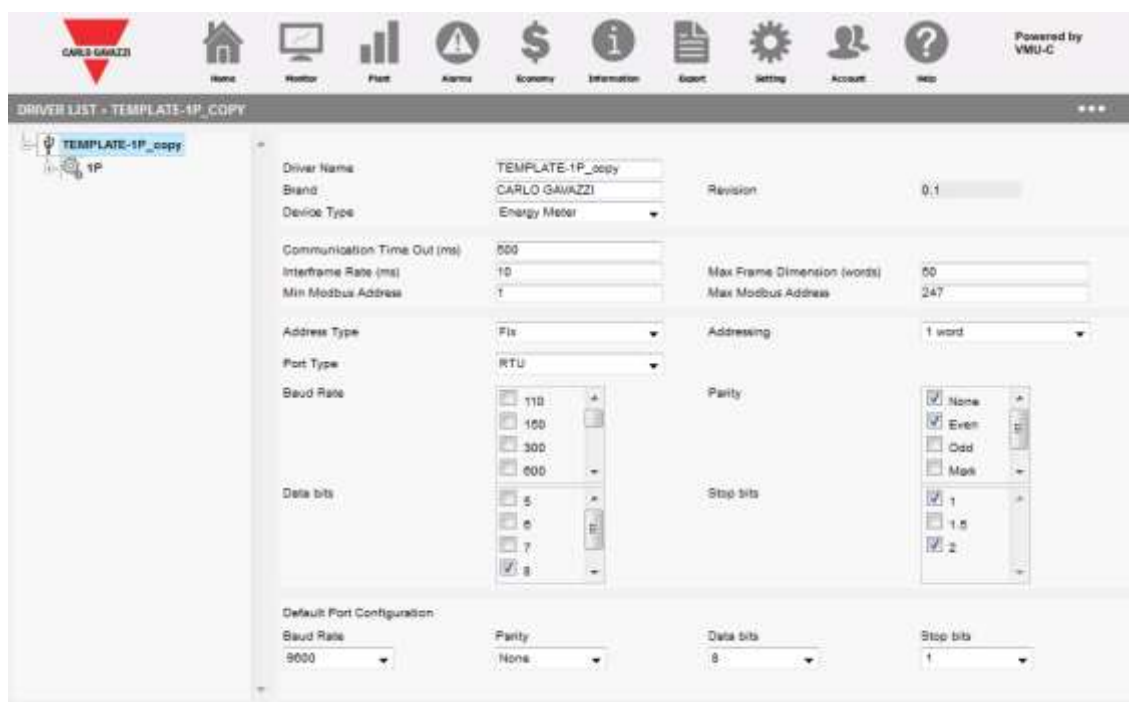 CARLO GAVAZZI
Home Monitor Plant Alarms Economy Information Export Setting Account Help
Powered by
VMU-C
DRIVER LIST » TEMPLATE-1P_COPY
TEMPLATE-1P_copy
1P
Driver Name TEMPLATE-1P_copy
Brand CARLO GAVAZZI Revision 0.1
Device Type Energy Meter
Communication Time Out (ms) 500
Interframe Rate (ms) 10 Max Frame Dimension (words) 50
Min Modbus Address 1 Max Modbus Address 247
Address Type Fix Addressing 1 word
Port Type RTU
Baud Rate Parity
110 None
150 Even
300 Odd
600 Mark
Data bits Stop bits
5 1
6 1.5
7 2
8
Default Port Configuration
Baud Rate Parity Data bits Stop bits
9600 None 8 1